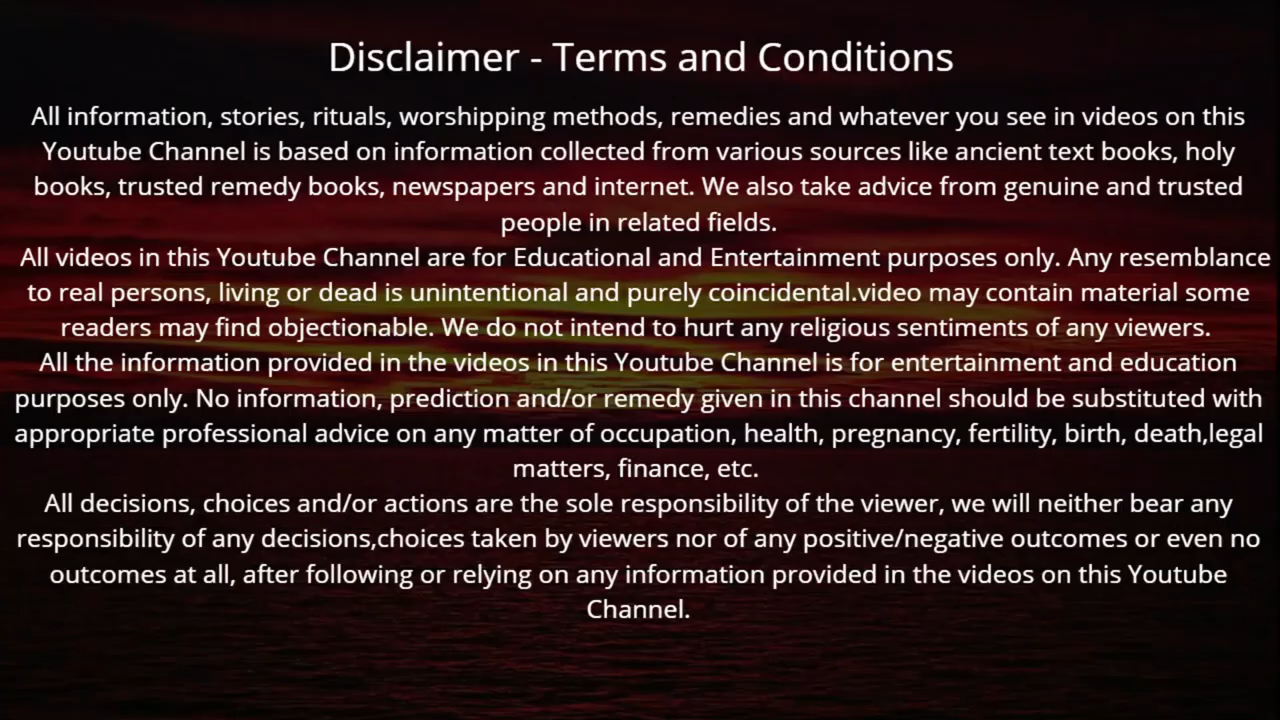 Disclaimer - Terms and Conditions
All information, stories, rituals, worshipping methods, remedies and whatever you see in videos on this
Youtube Channel is based on information collected from various sources like ancient text books, holy
books, trusted remedy books, newspapers and internet. We also take advice from genuine and trusted
people in related fields.
All videos in this Youtube Channel are for Educational and Entertainment purposes only. Any resemblance
to real persons, living or dead is unintentional and purely coincidental.video may contain material some
readers may find objectionable. We do not intend to hurt any religious sentiments of any viewers.
All the information provided in the videos in this Youtube Channel is for entertainment and education
purposes only. No information, prediction and/or remedy given in this channel should be substituted with
appropriate professional advice on any matter of occupation, health, pregnancy, fertility, birth, death,legal
matters, finance, etc.
All decisions, choices and/or actions are the sole responsibility of the viewer, we will neither bear any
responsibility of any decisions,choices taken by viewers nor of any positive/negative outcomes or even no
outcomes at all, after following or relying on any information provided in the videos on this Youtube
Channel.